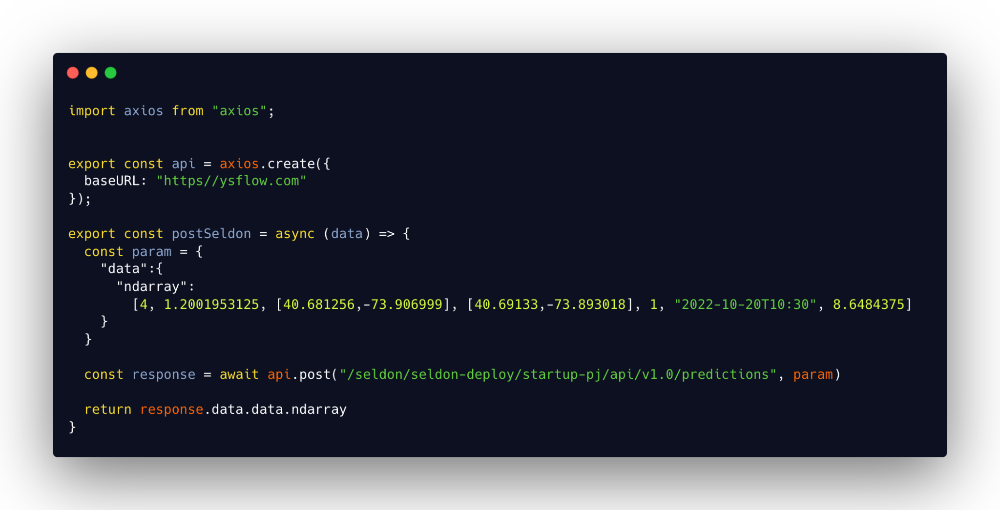 import axios from "axios";
export const api = axios.create({
baseURL: "https//ysflow.com"
});
export const postSeldon = async (data) => {
const param = {
"data":{
"ndarray":
[4, 1.2001953125, [40.681256,-73.906999], [40.69133,-73.893018], 1, "2022-10-20T10:30", 8.6484375]
}
}
const response = await api.post("/seldon/seldon-deploy/startup-pj/api/v1.0/predictions", param)
return response.data.data.ndarray
}